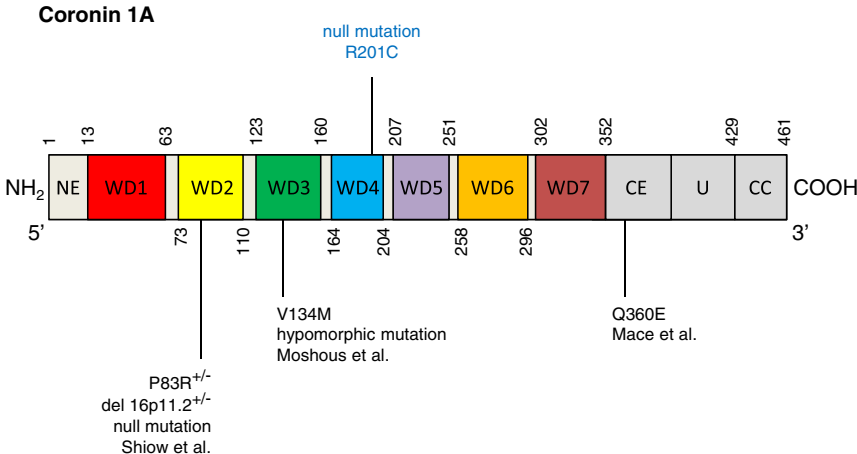 Coronin 1A
null mutation
R201C
1 13 63 123 160 207 251 302 352 429 461
NH2 NE WD1 WD2 WD3 WD4 WD5 WD6 WD7 CE U CC COOH
5’ 73 110 164 204 258 296 3’
V134M
hypomorphic mutation
Moshous et al.
Q360E
Mace et al.
P83R+/-
del 16p11.2+/-
null mutation
Shiow et al.